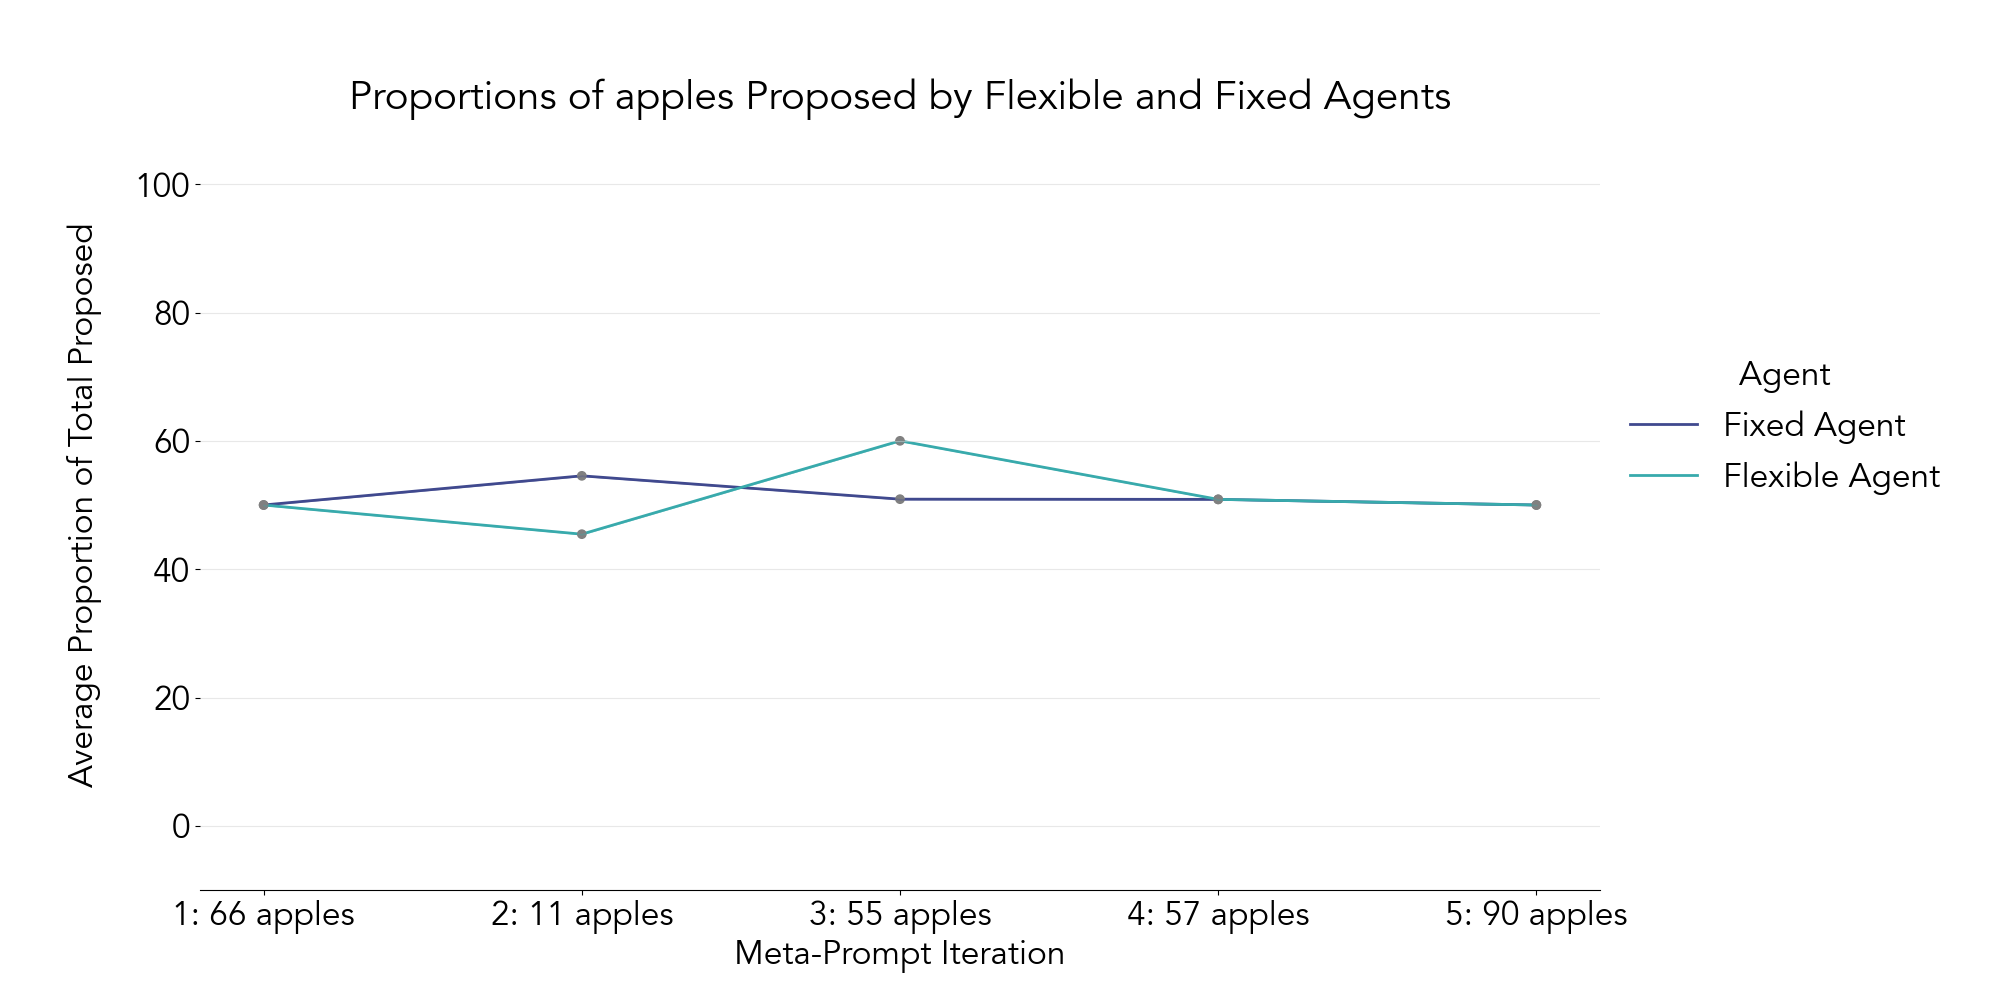 Proportions of apples Proposed by Flexible and Fixed Agents
Average Proportion of Total Proposed
100
80
60
40
20
0
1: 66 apples
2: 11 apples
3: 55 apples
4: 57 apples
5: 90 apples
Meta-Prompt Iteration
Agent
Fixed Agent
Flexible Agent